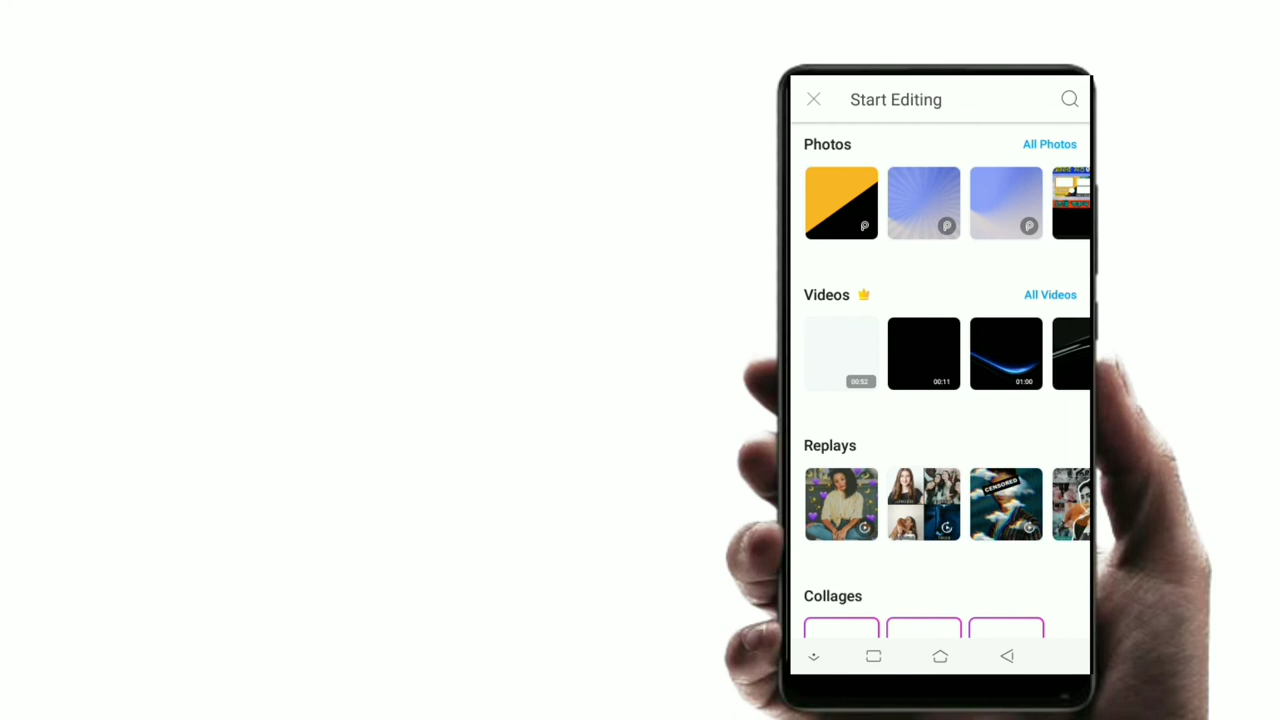 Start Editing
Photos
All Photos
Videos
All Videos
00:52
00:11
01:00
Replays
CENSORED
Collages